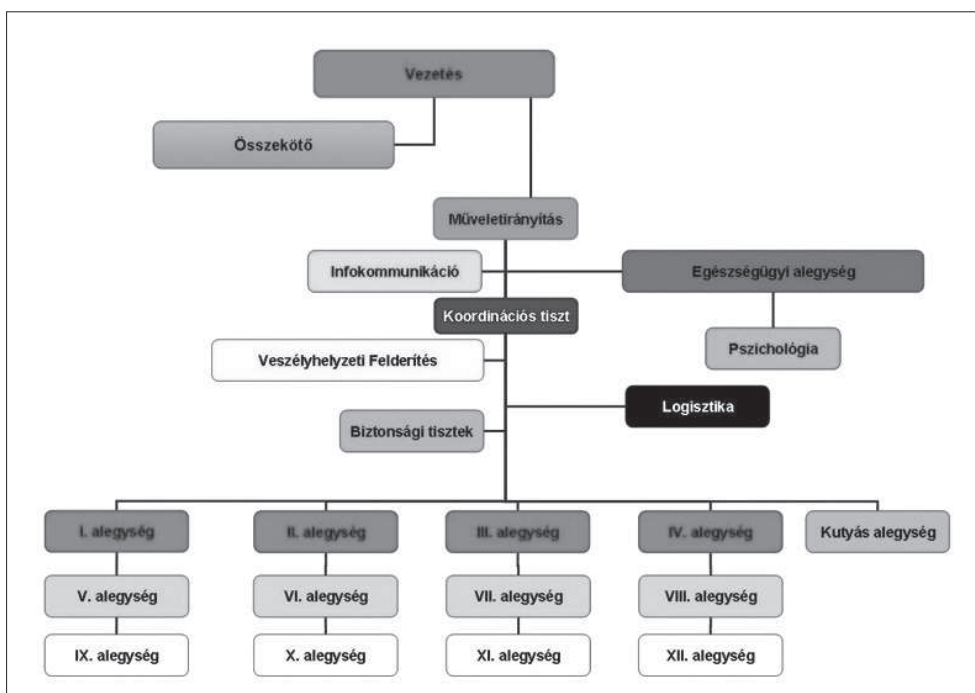 Vezetés
Összekötő
Műveletirányítás
Infokommunikáció
Egészségügyi alegység
Koordinációs tiszt
Pszichológia
Veszélyhelyzeti Felderítés
Logisztika
Biztonsági tisztek
I. alegység
II. alegység
III. alegység
IV. alegység
Kutyás alegység
V. alegység
VI. alegység
VII. alegység
VIII. alegység
IX. alegység
X. alegység
XI. alegység
XII. alegység